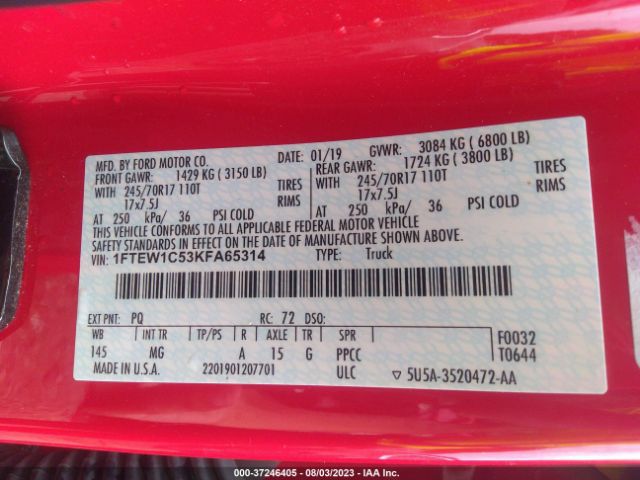 MFD. BY FORD MOTOR CO.
DATE: 01/19 GVWR: 3084 KG (6800 LB)
FRONT GAWR: 1429 KG (3150 LB) REAR GAWR: 1724 KG (3800 LB)
WITH 245/70R17 110T TIRES WITH 245/70R17 110T TIRES
17x7.5J RIMS 17x7.5J RIMS
AT 250 kPa/ 36 PSI COLD AT 250 kPa/ 36 PSI COLD
THIS VEHICLE CONFORMS TO ALL APPLICABLE FEDERAL MOTOR VEHICLE
SAFETY STANDARDS IN EFFECT ON THE DATE OF MANUFACTURE SHOWN ABOVE.
VIN: 1FTEW1C53KFA65314 TYPE: Truck
EXT PNT: PQ RC: 72 DSO:
WB INT TR TP/PS R AXLE TR SPR F0032
145 MG A 15 G PPCC T0644
MADE IN U.S.A. 2201901207701 ULC ▽ 5U5A-3520472-AA
000-37246405 - 08/03/2023 - IAA Inc.